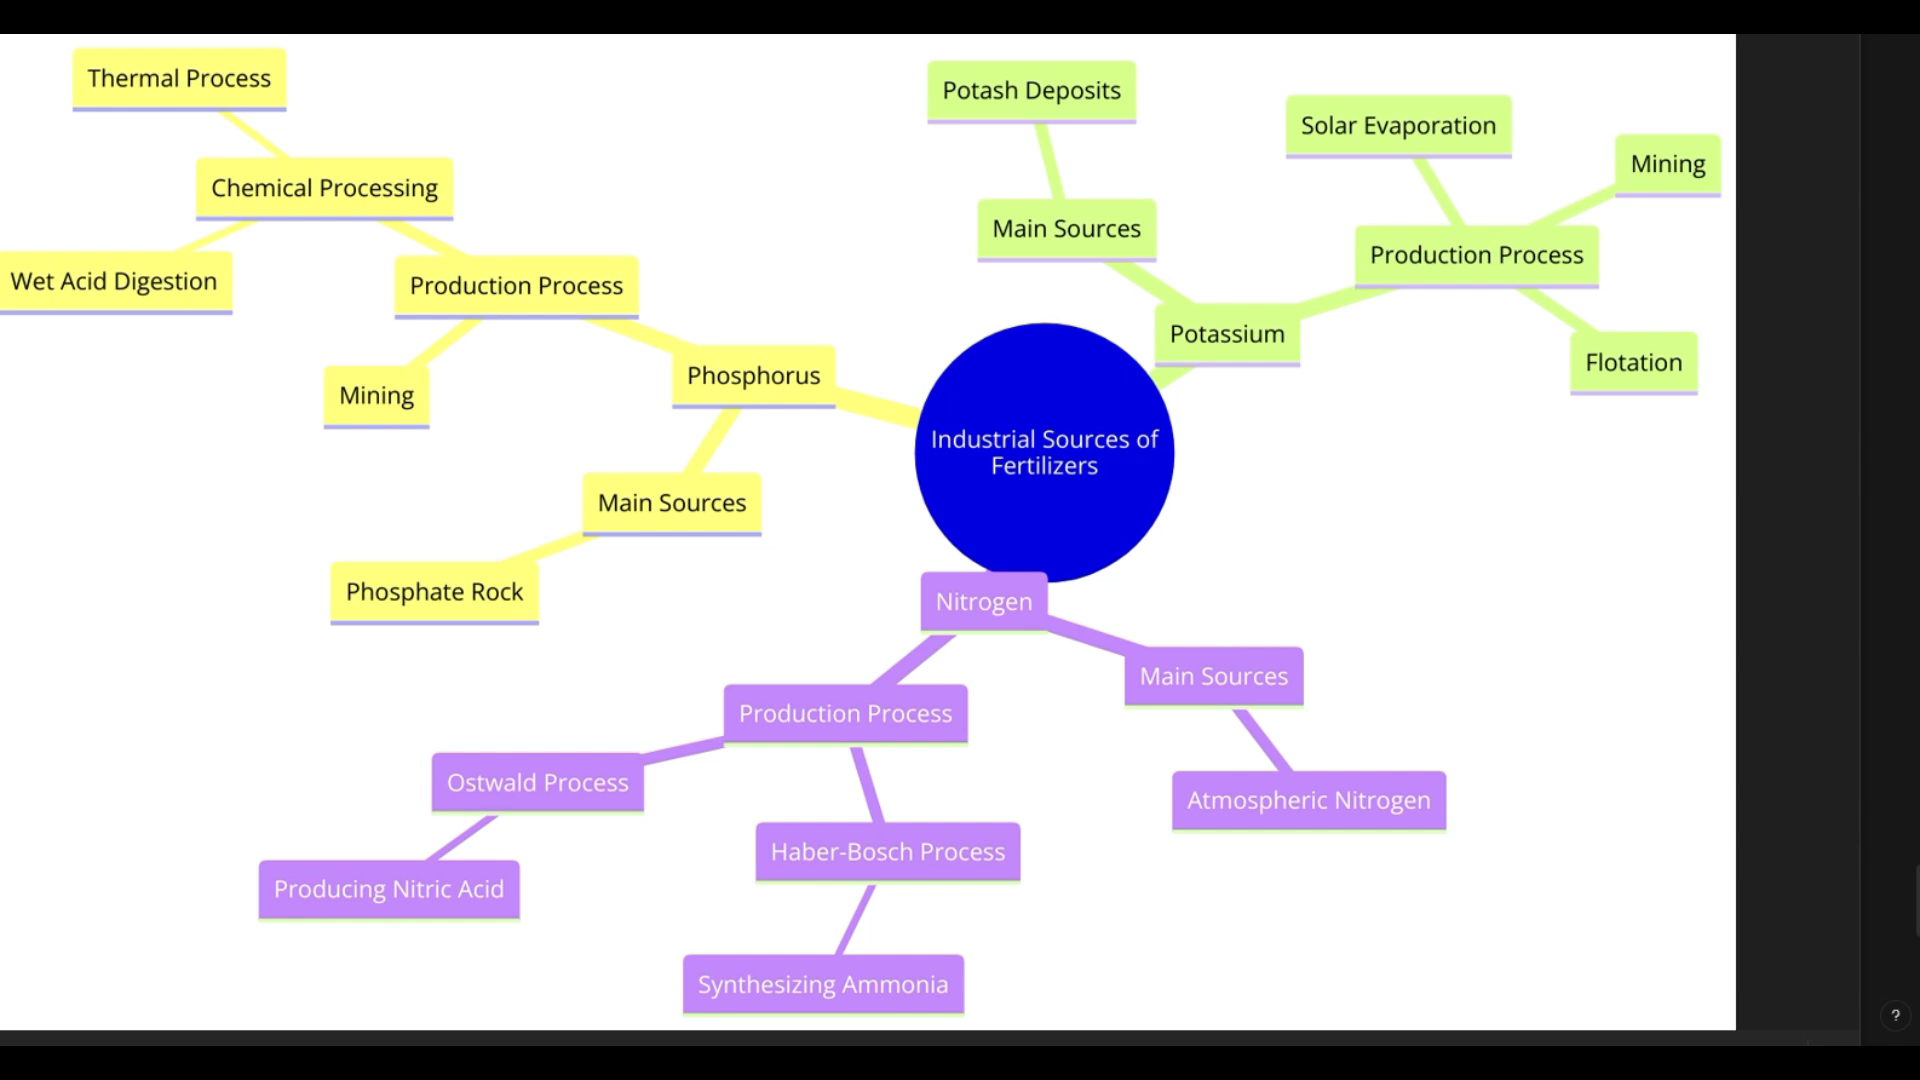 Thermal Process
Potash Deposits
Solar Evaporation
Mining
Chemical Processing
Main Sources
Production Process
Wet Acid Digestion
Production Process
Potassium
Flotation
Phosphorus
Mining
Industrial Sources of
Fertilizers
Main Sources
Phosphate Rock
Nitrogen
Main Sources
Production Process
Ostwald Process
Atmospheric Nitrogen
Haber-Bosch Process
Producing Nitric Acid
Synthesizing Ammonia
?